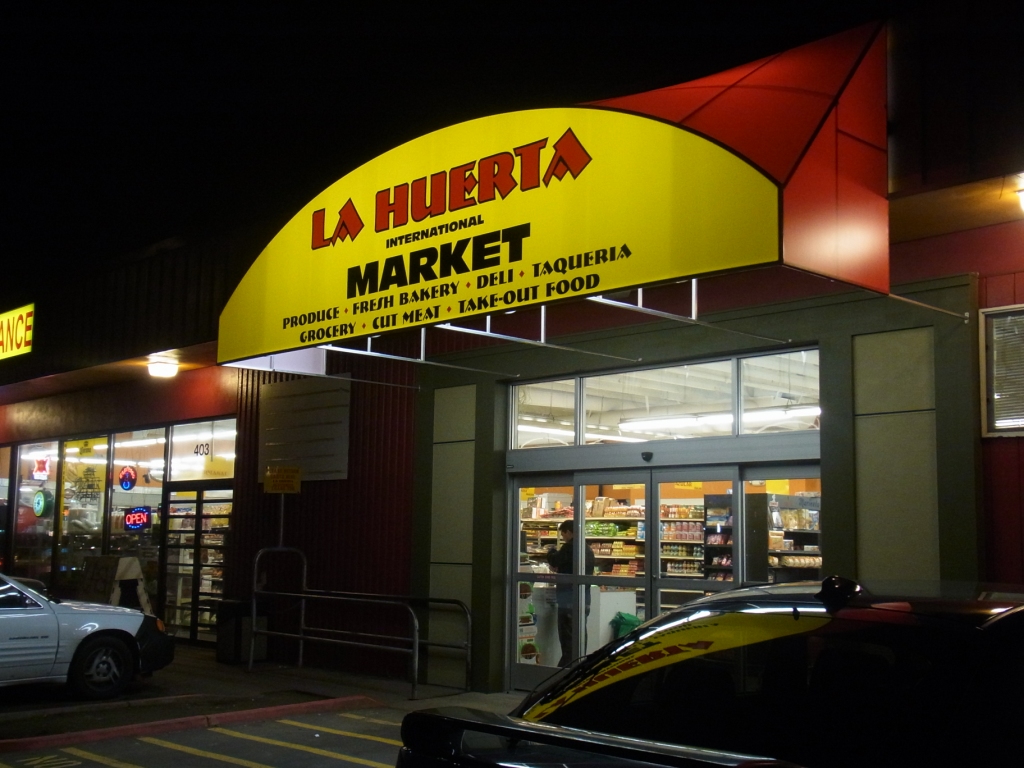 LA HUERTA
INTERNATIONAL
MARKET
PRODUCE • FRESH BAKERY • DELI • TAQUERIA
GROCERY • CUT MEAT • TAKE-OUT FOOD
ANCE
403
OPEN